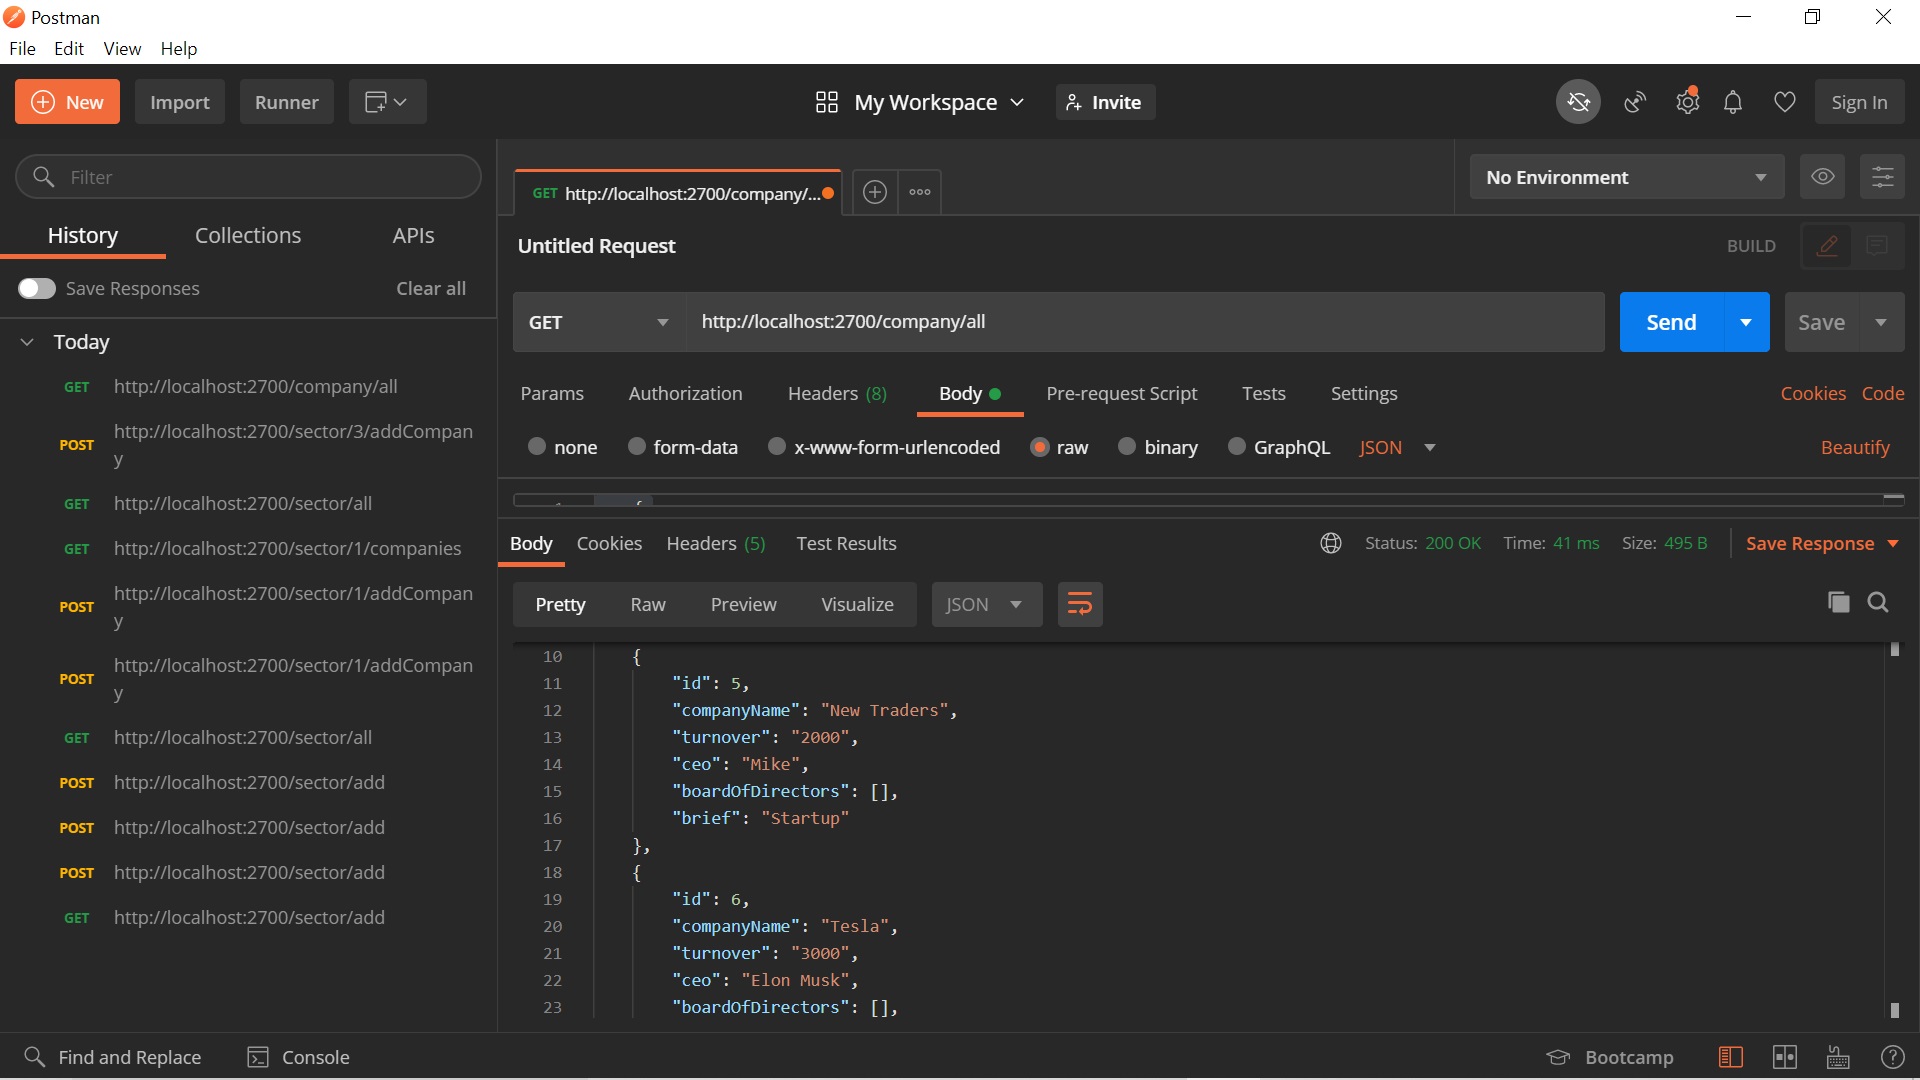 Postman
File Edit View Help
New Import Runner
My Workspace Invite
Sign In
Filter
History Collections APIs
Save Responses Clear all
Today
GET http://localhost:2700/company/all
POST http://localhost:2700/sector/3/addCompan
y
GET http://localhost:2700/sector/all
GET http://localhost:2700/sector/1/companies
POST http://localhost:2700/sector/1/addCompan
y
POST http://localhost:2700/sector/1/addCompan
y
GET http://localhost:2700/sector/all
POST http://localhost:2700/sector/add
POST http://localhost:2700/sector/add
POST http://localhost:2700/sector/add
GET http://localhost:2700/sector/add
GET http://localhost:2700/company/...
No Environment
Untitled Request
BUILD
GET http://localhost:2700/company/all Send Save
Params Authorization Headers (8) Body Pre-request Script Tests Settings Cookies Code
none form-data x-www-form-urlencoded raw binary GraphQL JSON Beautify
Body Cookies Headers (5) Test Results Status: 200 OK Time: 41 ms Size: 495 B Save Response
Pretty Raw Preview Visualize JSON
10 {
11 "id": 5,
12 "companyName": "New Traders",
13 "turnover": "2000",
14 "ceo": "Mike",
15 "boardOfDirectors": [],
16 "brief": "Startup"
17 },
18 {
19 "id": 6,
20 "companyName": "Tesla",
21 "turnover": "3000",
22 "ceo": "Elon Musk",
23 "boardOfDirectors": [],
Find and Replace Console Bootcamp